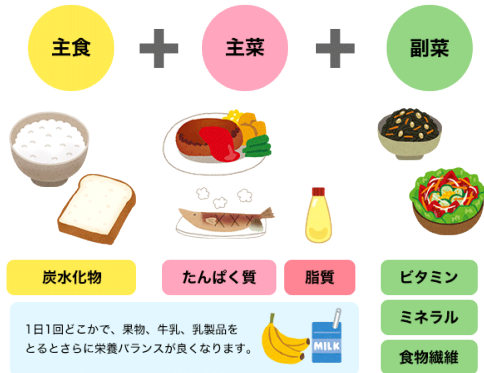 主食
主菜
副菜
炭水化物
たんぱく質
脂質
ビタミン
ミネラル
食物繊維
1日1回どこかで、果物、牛乳、乳製品を
とるとさらに栄養バランスが良くなります。
MILK